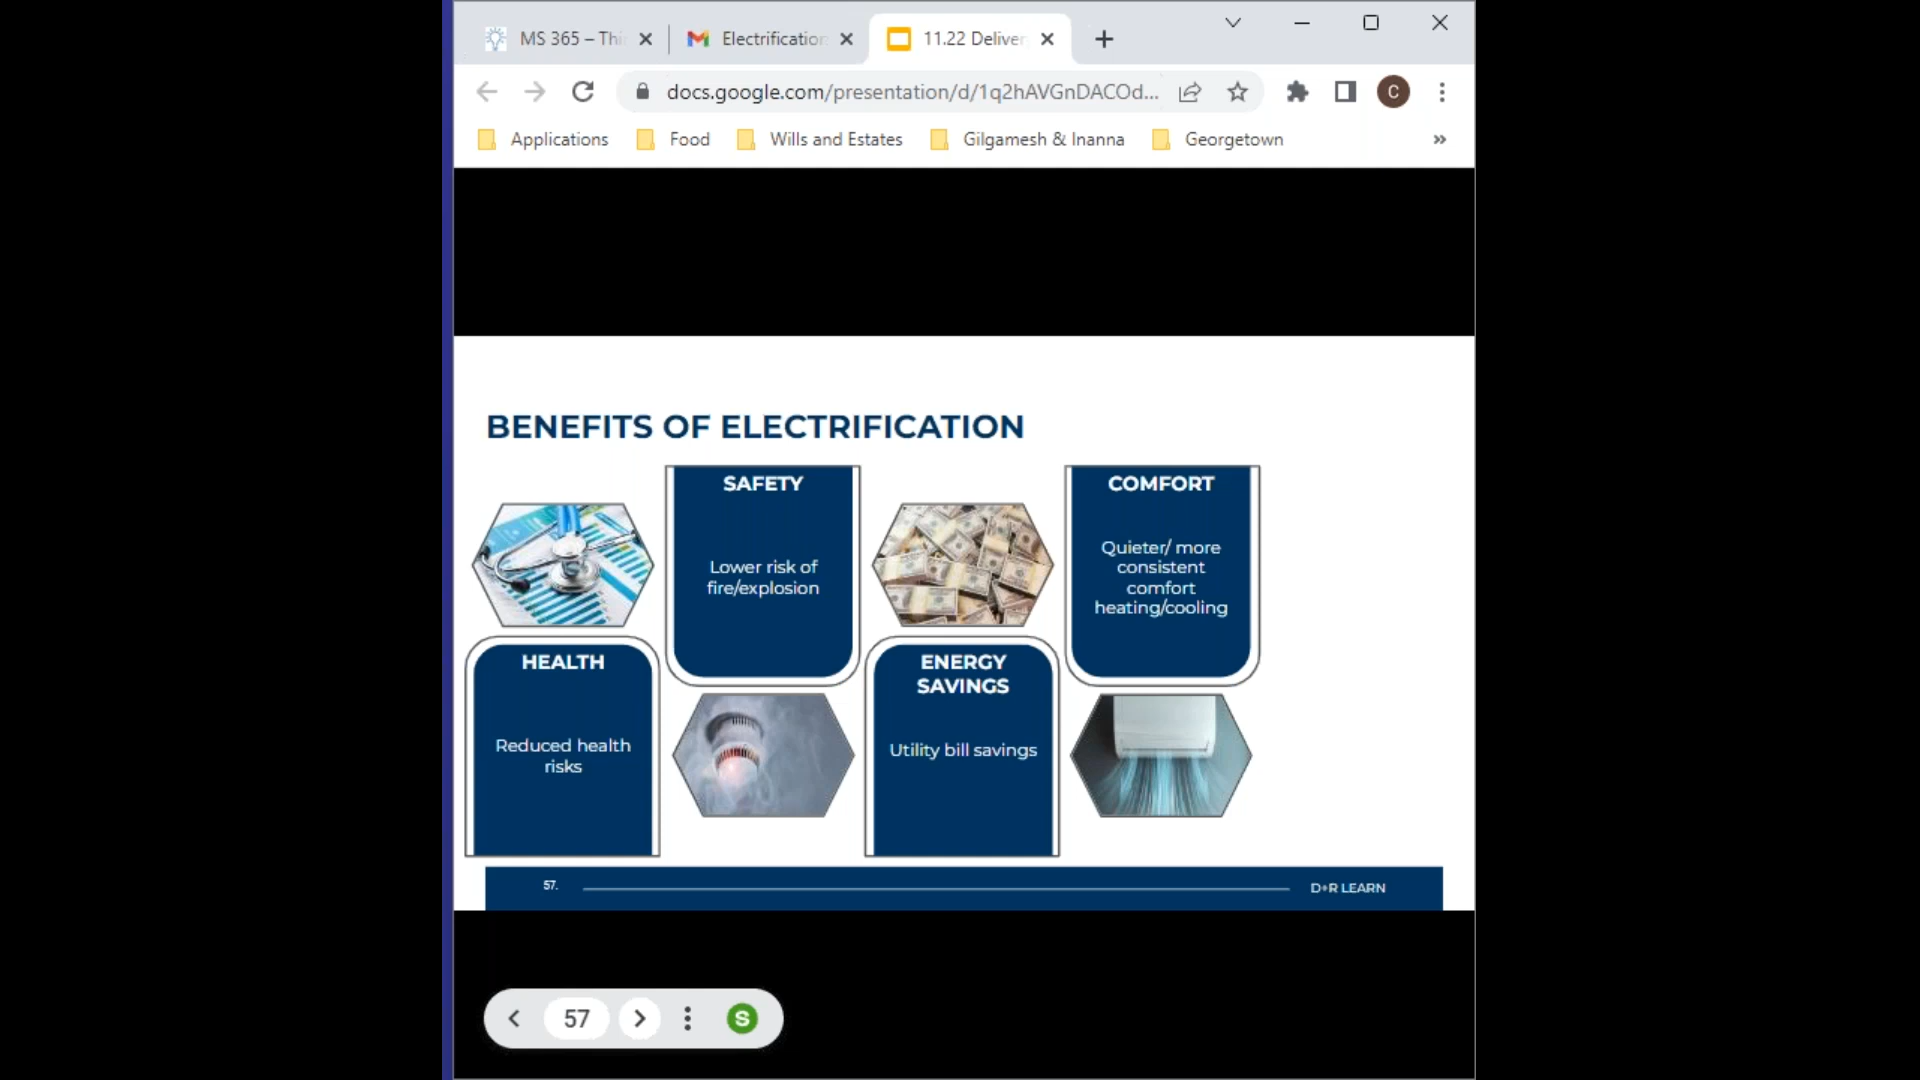 MS 365 – Thi
Electrification
11.22 Deliver
docs.google.com/presentation/d/1q2hAVGnDACOd...
C
Applications
Food
Wills and Estates
Gilgamesh & Inanna
Georgetown
»
BENEFITS OF ELECTRIFICATION
SAFETY
Lower risk of
fire/explosion
COMFORT
Quieter/ more
consistent
comfort
heating/cooling
HEALTH
Reduced health
risks
ENERGY
SAVINGS
Utility bill savings
57.
D+R LEARN
57
S